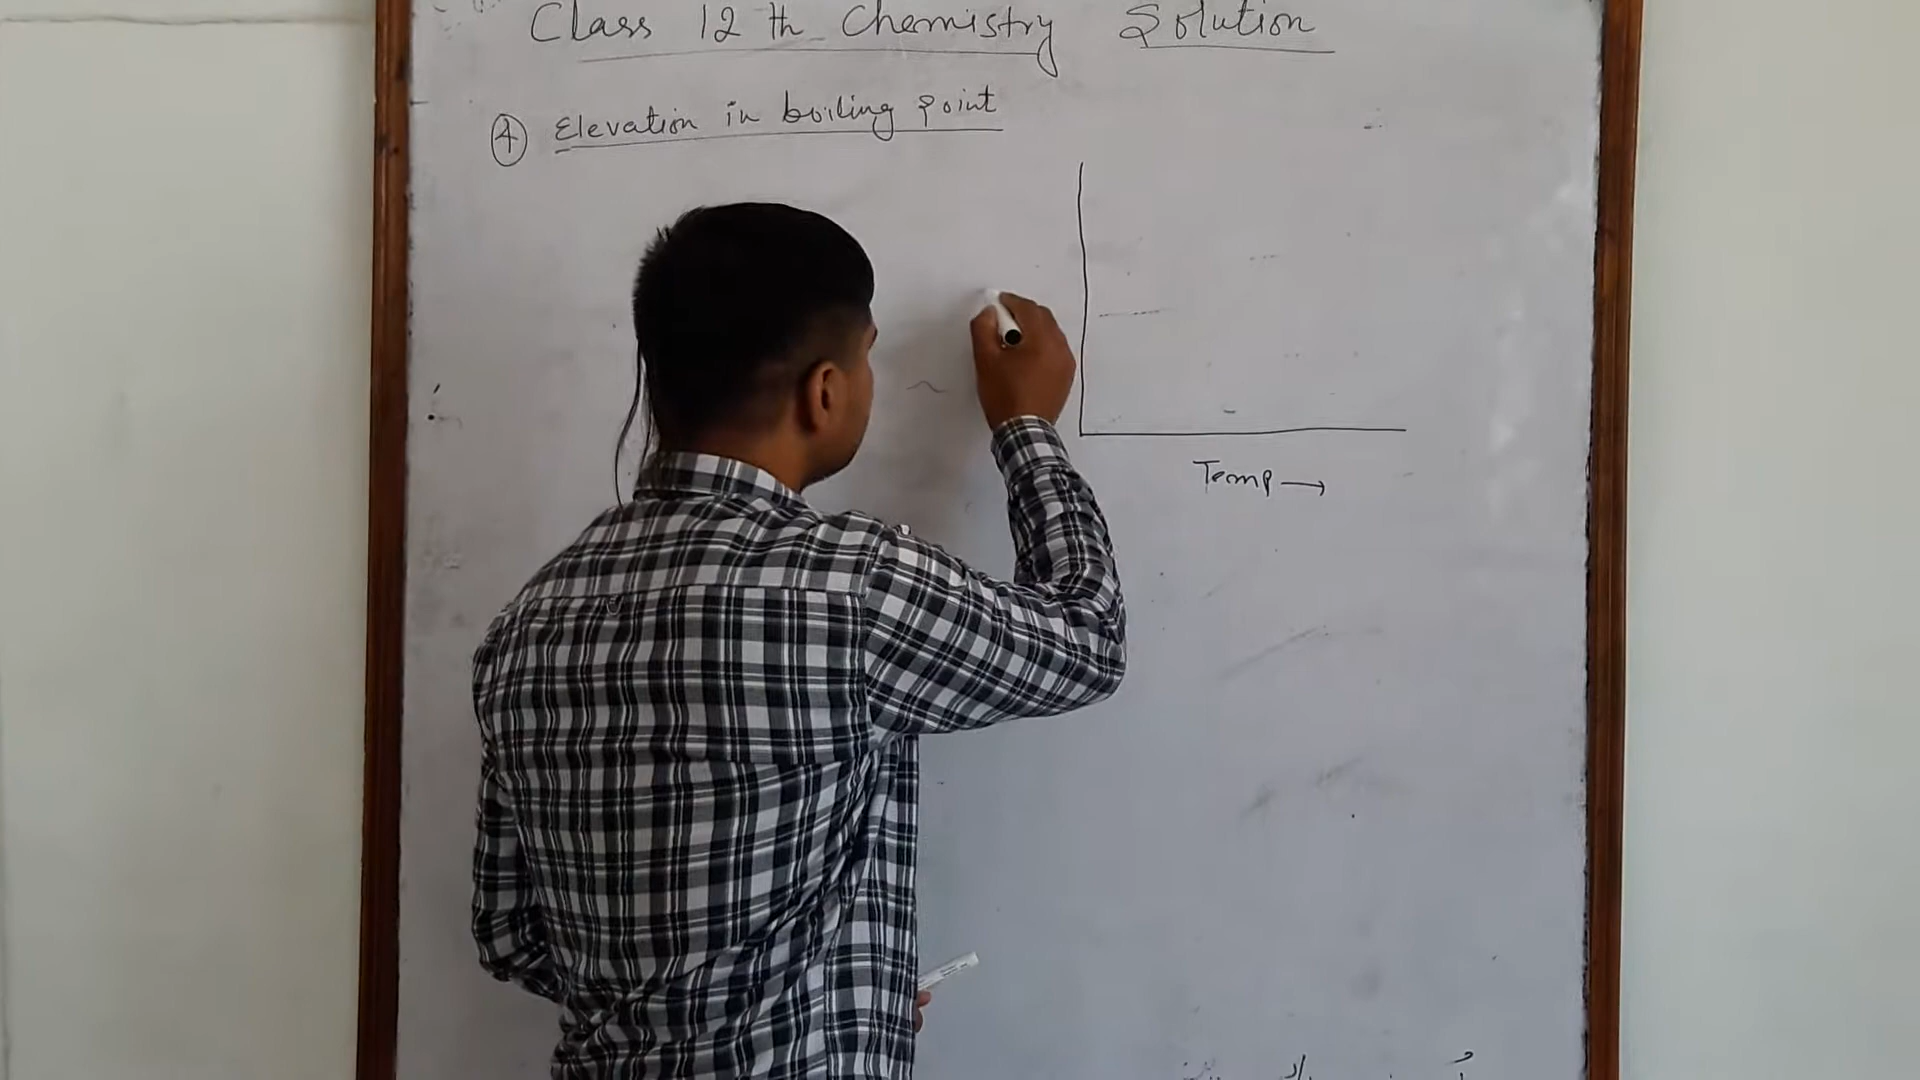 Class 12 th Chemistry Solution
④ Elevation in boiling point
Temp →